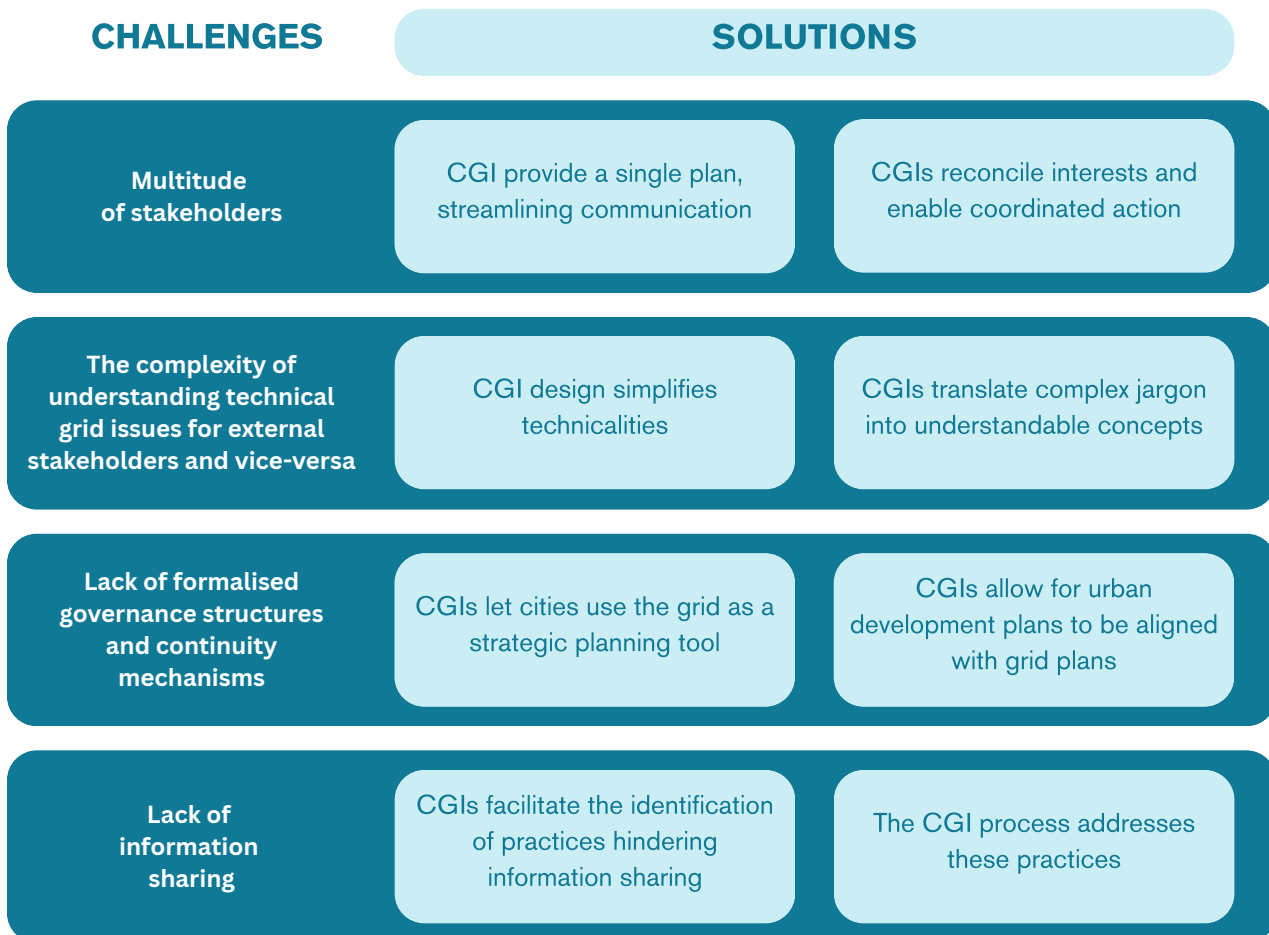 CHALLENGES
SOLUTIONS
Multitude
of stakeholders
CGI provide a single plan,
streamlining communication
CGIs reconcile interests and
enable coordinated action
The complexity of
understanding technical
grid issues for external
stakeholders and vice-versa
CGI design simplifies
technicalities
CGIs translate complex jargon
into understandable concepts
Lack of formalised
governance structures
and continuity
mechanisms
CGIs let cities use the grid as a
strategic planning tool
CGIs allow for urban
development plans to be aligned
with grid plans
Lack of
information
sharing
CGIs facilitate the identification
of practices hindering
information sharing
The CGI process addresses
these practices